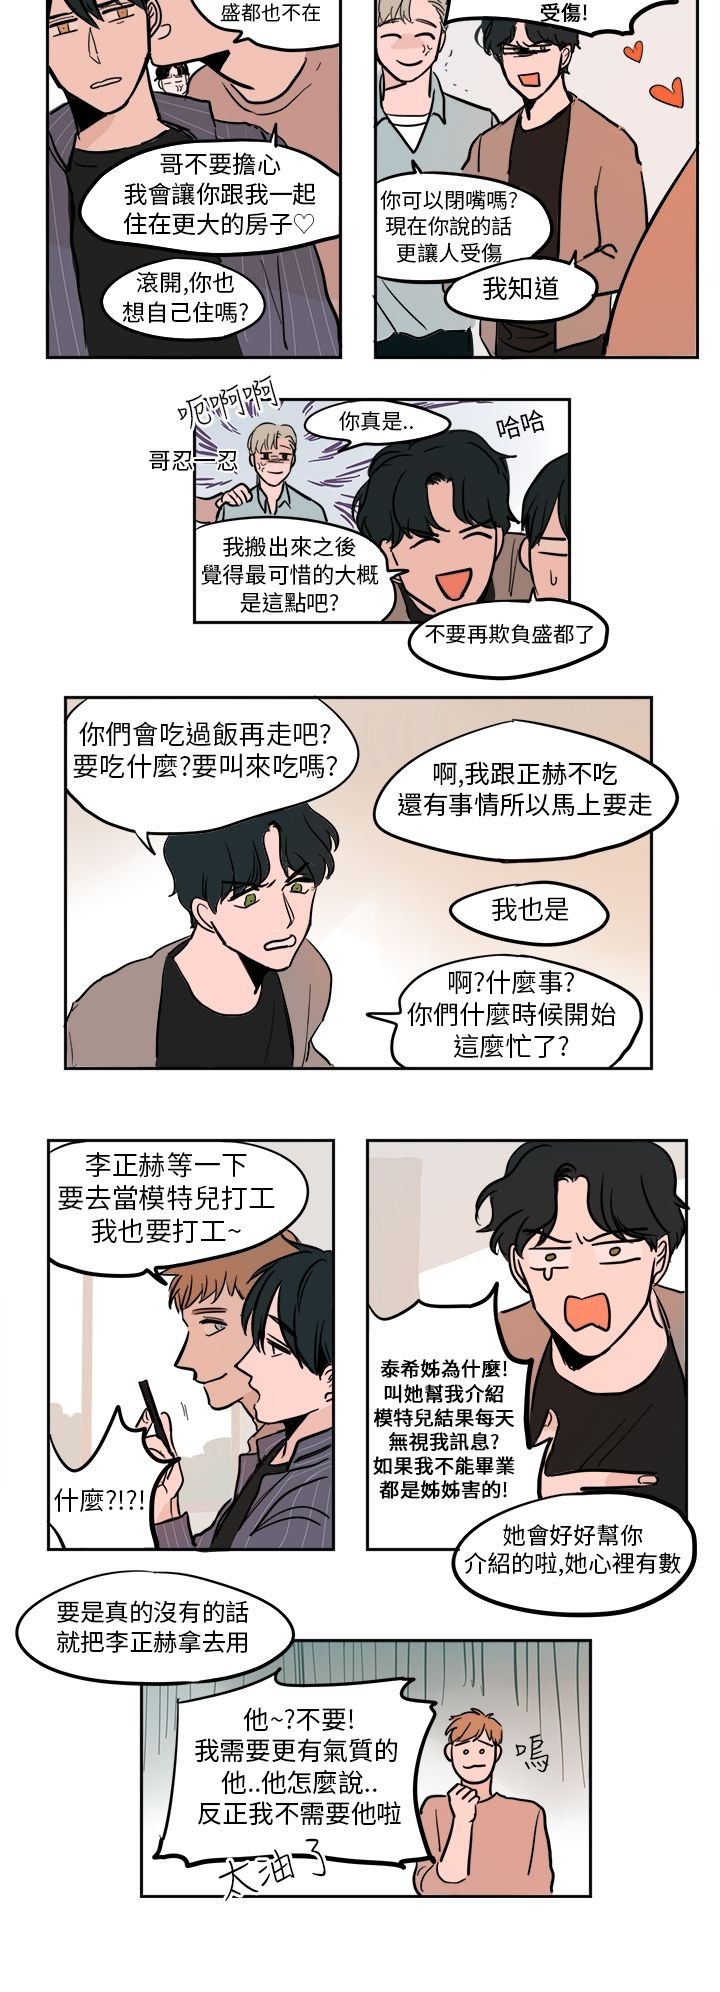 盛都也不在
哥不要擔心
我會讓你跟我一起
住在更大的房子♡
滾開,你也
想自己住嗎?
受傷!
你可以閉嘴嗎?
現在你說的話
更讓人受傷
我知道
呃啊啊
哥忍一忍
你真是..
哈哈
我搬出來之後
覺得最可惜的大概
是這點吧?
不要再欺負盛都了
你們會吃過飯再走吧?
要吃什麼?要叫來吃嗎?
啊,我跟正赫不吃
還有事情所以馬上要走
我也是
啊?什麼事?
你們什麼時候開始
這麼忙了?
李正赫等一下
要去當模特兒打工
我也要打工~
什麼?!?!
泰希姊為什麼!
叫她幫我介紹
模特兒結果每天
無視我訊息?
如果我不能畢業
都是姊姊害的!
她會好好幫你
介紹的啦,她心裡有數
要是真的沒有的話
就把李正赫拿去用
他~?不要!
我需要更有氣質的
他..他怎麼說..
反正我不需要他啦
太油了
嗚